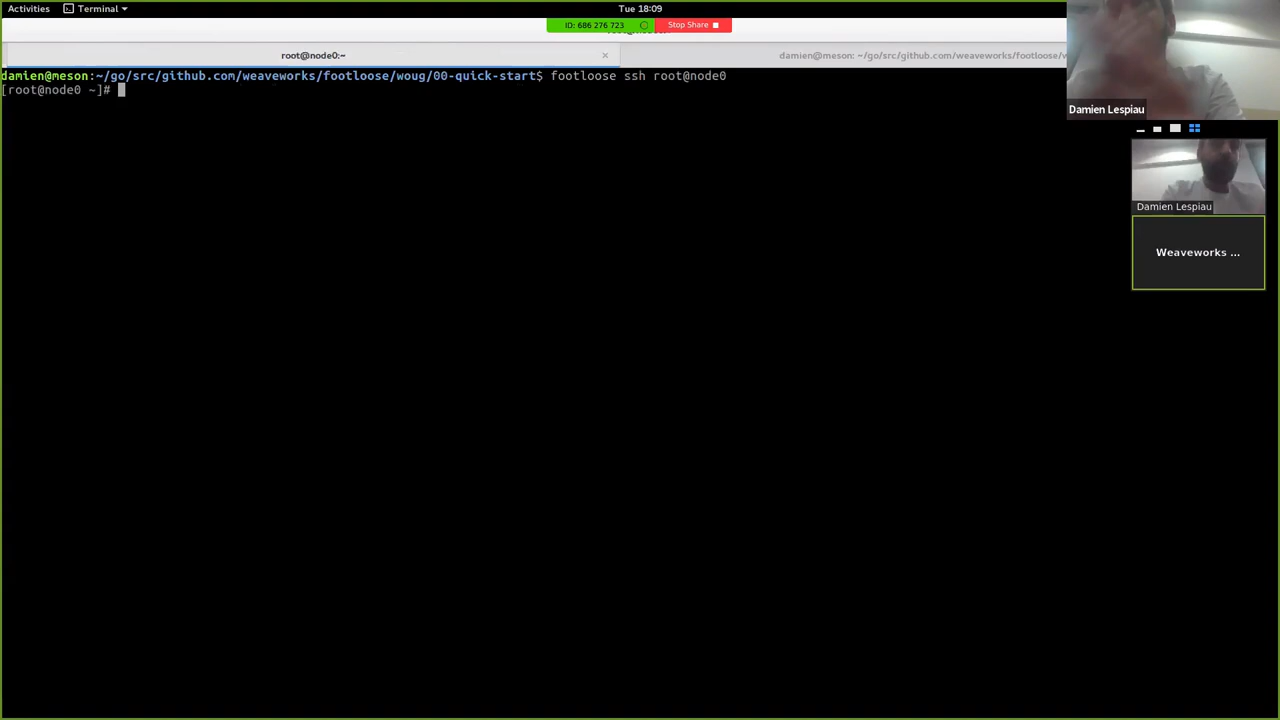 Activities
Terminal
Tue 18:09
ID: 686 276 723
Stop Share
root@node0:~
damien@meson: ~/go/src/github.com/weaveworks/footloose/w
damien@meson:~/go/src/github.com/weaveworks/footloose/woug/00-quick-start$ footloose ssh root@node0
[root@node0 ~]#
Damien Lespiau
Damien Lespiau
Weaveworks ...